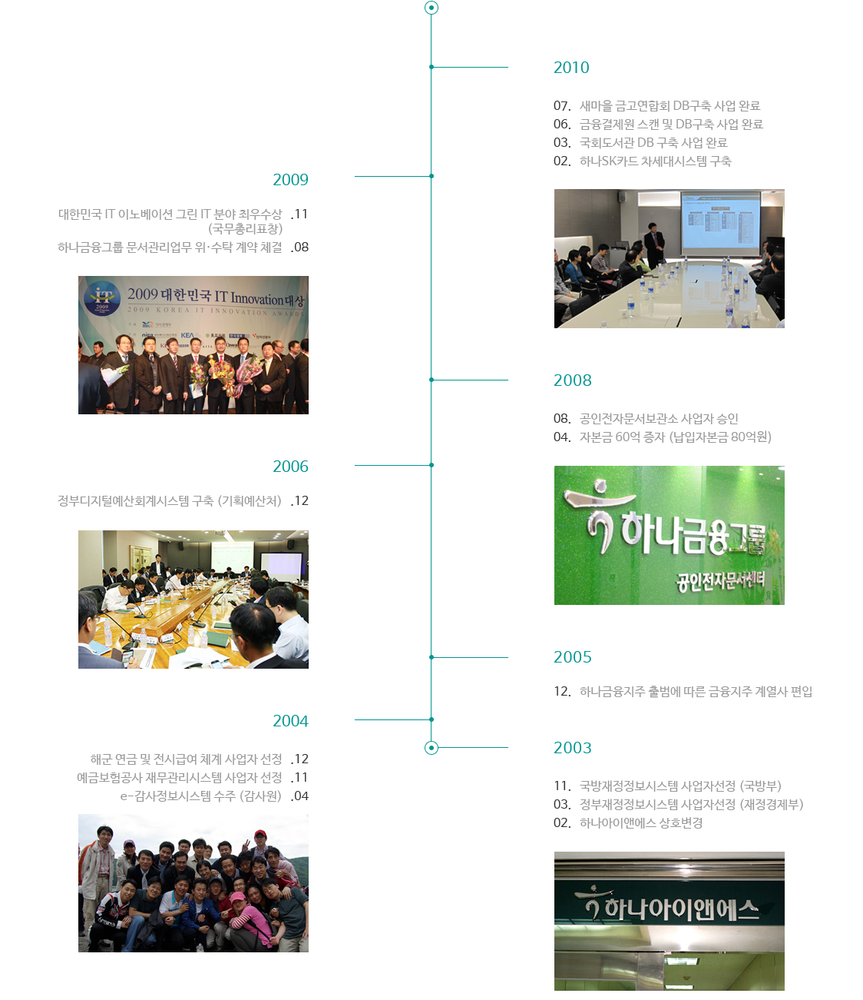 2010
07. 새마을 금고연합회 DB구축 사업 완료
06. 금융결제원 스캔 및 DB구축 사업 완료
03. 국회도서관 DB 구축 사업 완료
02. 하나SK카드 차세대시스템 구축
2009
대한민국 IT 이노베이션 그린 IT 분야 최우수상 .11
(국무총리표창)
하나금융그룹 문서관리업무 위·수탁 계약 체결 .08
iT
2009
2009 대한민국 IT Innovation 대상
2009 KOREA IT INNOVATION AWARD
KEA
2008
08. 공인전자문서보관소 사업자 승인
04. 자본금 60억 증자 (납입자본금 80억원)
하나금융그룹
공인전자문서센터
2006
정부디지털예산회계시스템 구축 (기획예산처) .12
2005
12. 하나금융지주 출범에 따른 금융지주 계열사 편입
2004
해군 연금 및 전시급여 체계 사업자 선정 .12
예금보험공사 재무관리시스템 사업자 선정 .11
e-감사정보시스템 수주 (감사원) .04
2003
11. 국방재정정보시스템 사업자선정 (국방부)
03. 정부재정정보시스템 사업자선정 (재정경제부)
02. 하나아이앤에스 상호변경
하나아이앤에스